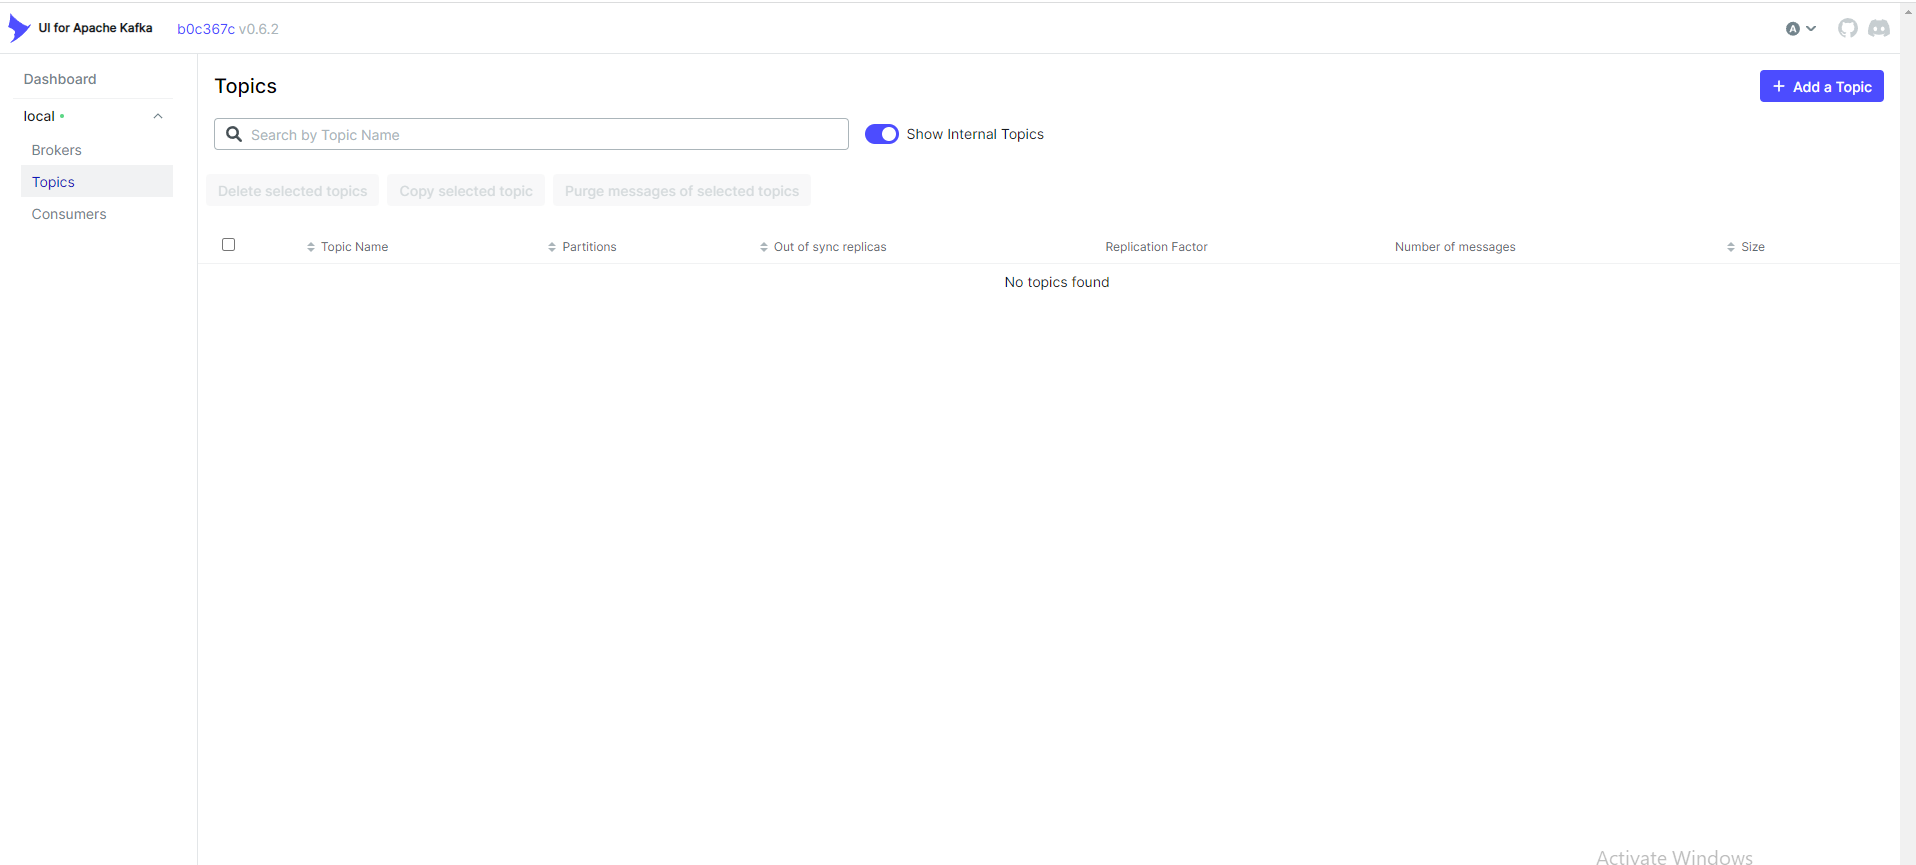 UI for Apache Kafka b0c367c v0.6.2 A
Dashboard
local
Brokers
Topics
Consumers
Topics
+ Add a Topic
Search by Topic Name
Show Internal Topics
Delete selected topics Copy selected topic Purge messages of selected topics
Topic Name Partitions Out of sync replicas Replication Factor Number of messages Size
No topics found
Activate Windows